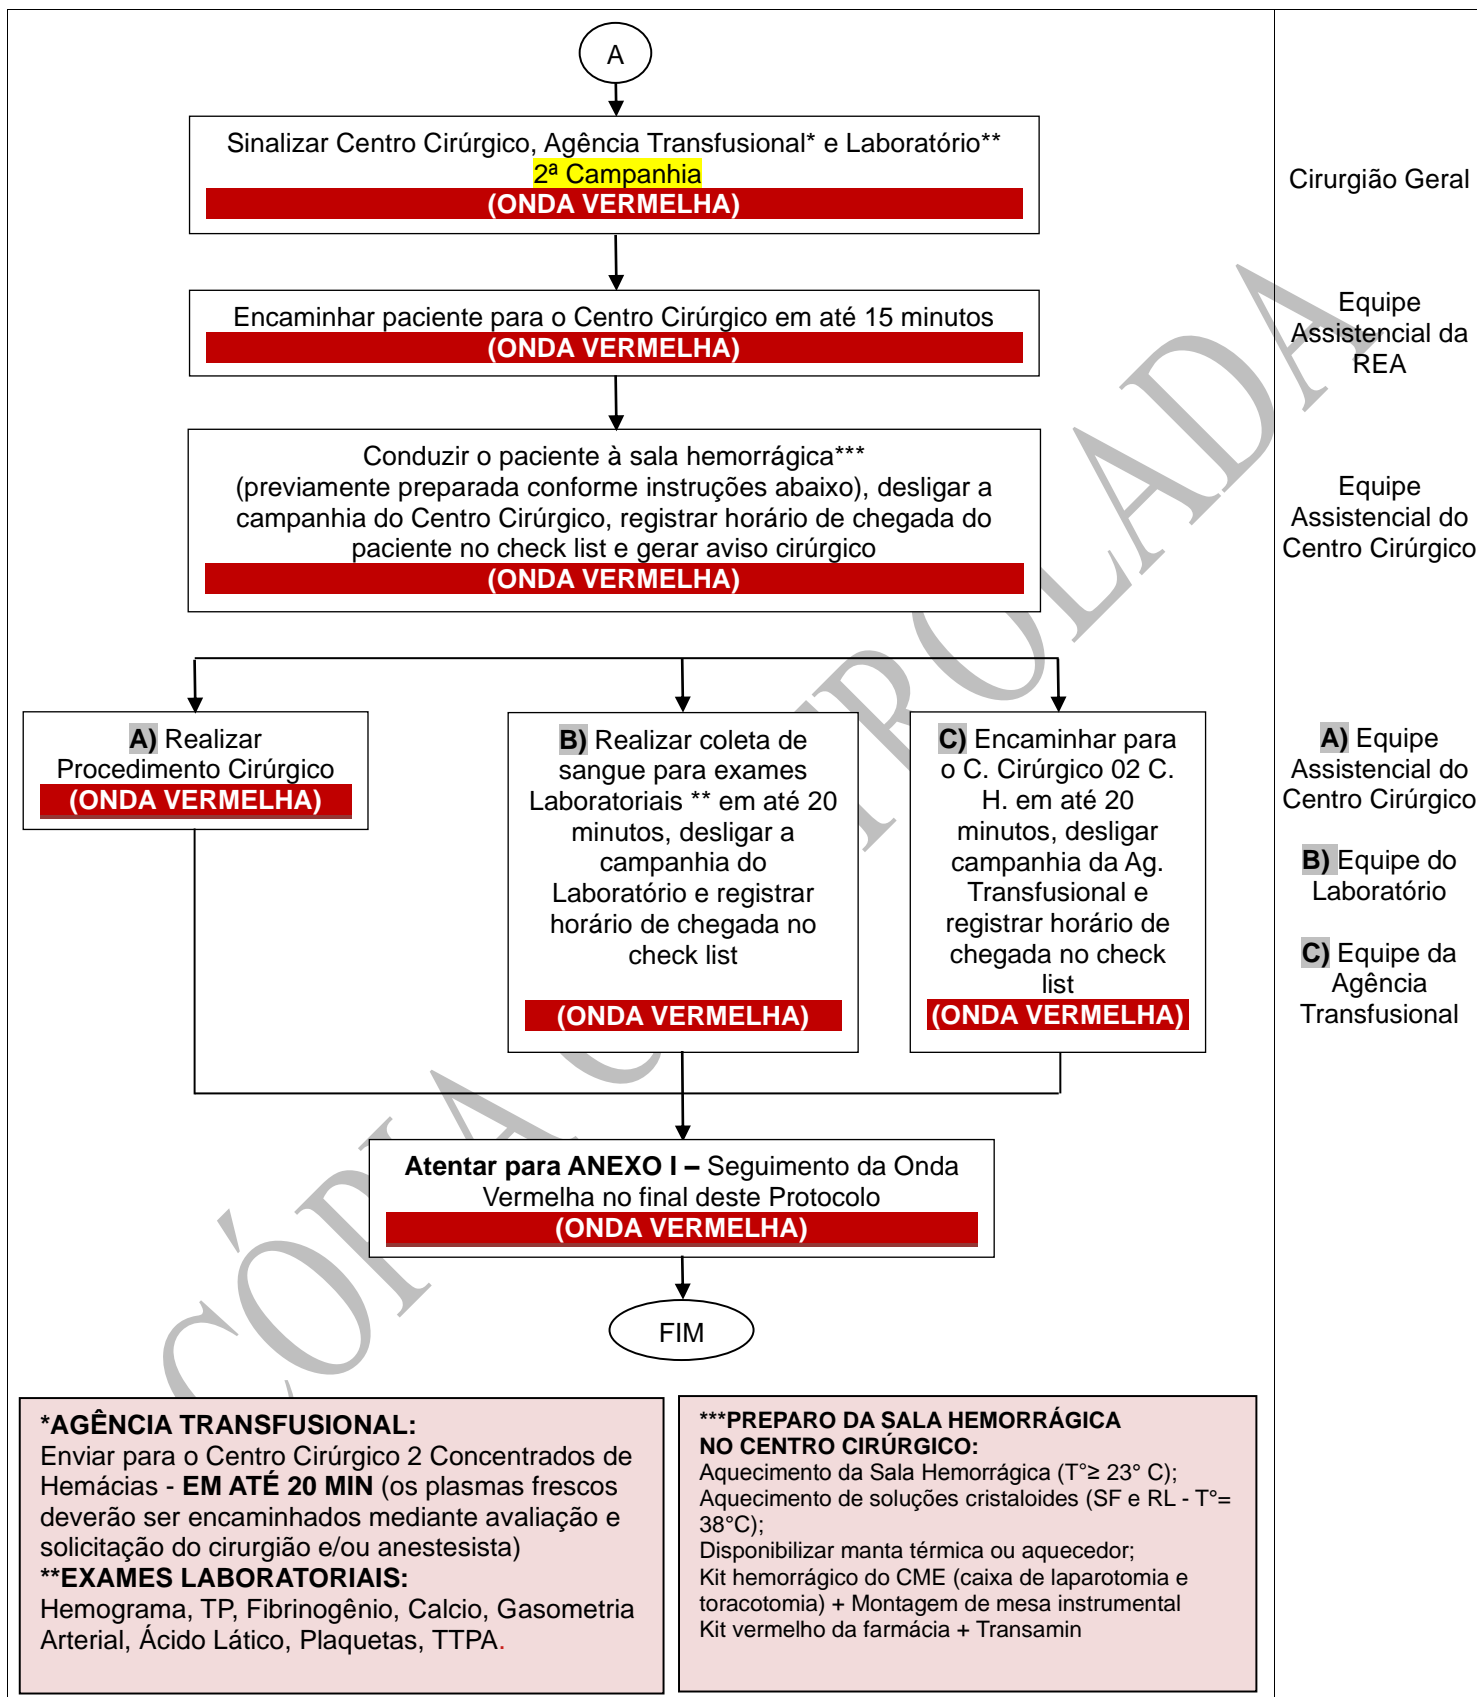 A
Sinalizar Centro Cirúrgico, Agência Transfusional* e Laboratório**
2ª Campanhia
(ONDA VERMELHA)
Cirurgião Geral
Encaminhar paciente para o Centro Cirúrgico em até 15 minutos
(ONDA VERMELHA)
Equipe
Assistencial da
REA
Conduzir o paciente à sala hemorrágica***
(previamente preparada conforme instruções abaixo), desligar a
campanhia do Centro Cirúrgico, registrar horário de chegada do
paciente no check list e gerar aviso cirúrgico
(ONDA VERMELHA)
Equipe
Assistencial do
Centro Cirúrgico
A) Realizar
Procedimento Cirúrgico
(ONDA VERMELHA)
B) Realizar coleta de
sangue para exames
Laboratoriais ** em até 20
minutos, desligar a
campanhia do
Laboratório e registrar
horário de chegada no
check list
(ONDA VERMELHA)
C) Encaminhar para
o C. Cirúrgico 02 C.
H. em até 20
minutos, desligar
campanhia da Ag.
Transfusional e
registrar horário de
chegada no check
list
(ONDA VERMELHA)
A) Equipe
Assistencial do
Centro Cirúrgico
B) Equipe do
Laboratório
C) Equipe da
Agência
Transfusional
Atentar para ANEXO I – Seguimento da Onda
Vermelha no final deste Protocolo
(ONDA VERMELHA)
FIM
*AGÊNCIA TRANSFUSIONAL:
Enviar para o Centro Cirúrgico 2 Concentrados de
Hemácias - EM ATÉ 20 MIN (os plasmas frescos
deverão ser encaminhados mediante avaliação e
solicitação do cirurgião e/ou anestesista)
**EXAMES LABORATORIAIS:
Hemograma, TP, Fibrinogênio, Calcio, Gasometria
Arterial, Ácido Lático, Plaquetas, TTPA.
***PREPARO DA SALA HEMORRÁGICA
NO CENTRO CIRÚRGICO:
Aquecimento da Sala Hemorrágica (T°≥ 23° C);
Aquecimento de soluções cristaloides (SF e RL - T°=
38°C);
Disponibilizar manta térmica ou aquecedor;
Kit hemorrágico do CME (caixa de laparotomia e
toracotomia) + Montagem de mesa instrumental
Kit vermelho da farmácia + Transamin
CÓPIA